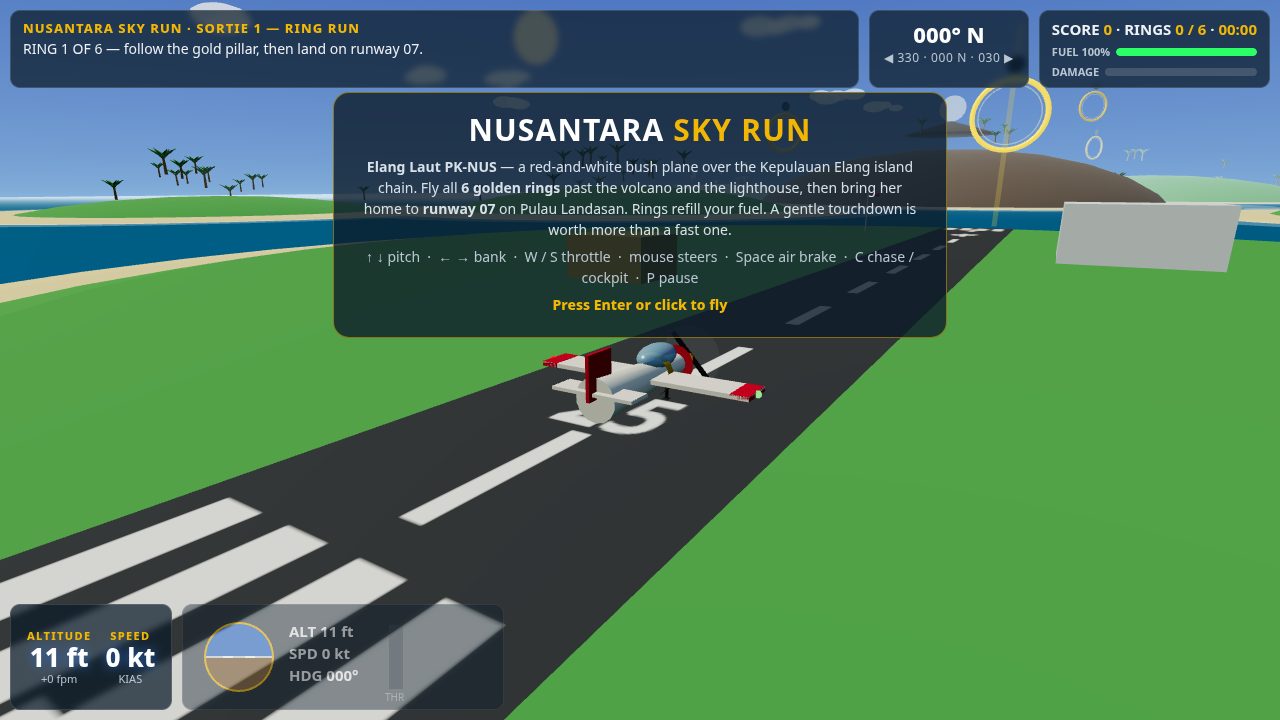 NUSANTARA SKY RUN · SORTIE 1 — RING RUN
RING 1 OF 6 — follow the gold pillar, then land on runway 07.
000° N
◀ 330 · 000 N · 030 ▶
SCORE 0 · RINGS 0 / 6 · 00:00
FUEL 100%
DAMAGE
NUSANTARA SKY RUN
Elang Laut PK-NUS — a red-and-white bush plane over the Kepulauan Elang island
chain. Fly all 6 golden rings past the volcano and the lighthouse, then bring her
home to runway 07 on Pulau Landasan. Rings refill your fuel. A gentle touchdown is
worth more than a fast one.
↑ ↓ pitch · ← → bank · W / S throttle · mouse steers · Space air brake · C chase /
cockpit · P pause
Press Enter or click to fly
ALTITUDE SPEED
11 ft 0 kt
+0 fpm KIAS
ALT 11 ft
SPD 0 kt
HDG 000°
THR